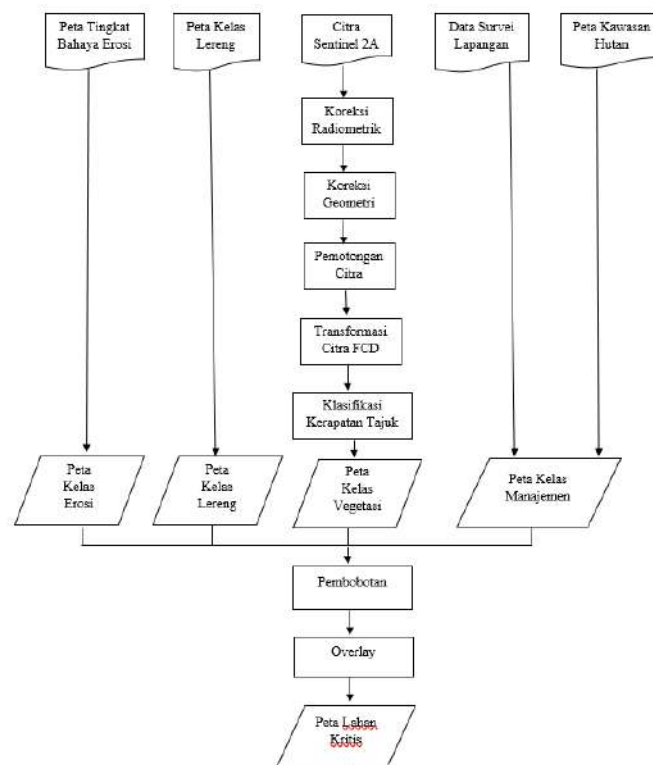 Peta Tingkat
Bahaya Erosi
Peta Kelas
Lereng
Citra
Sentinel 2A
Data Survei
Lapangan
Peta Kawasan
Hutan
Koreksi
Radiometrik
Koreksi
Geometri
Pemotongan
Citra
Transformasi
Citra FCD
Klasifikasi
Kerapatan Tajuk
Peta
Kelas
Erosi
Peta
Kelas
Lereng
Peta
Kelas
Vegetasi
Peta Kelas
Manajemen
Pembobotan
Overlay
Peta Lahan
Kritis